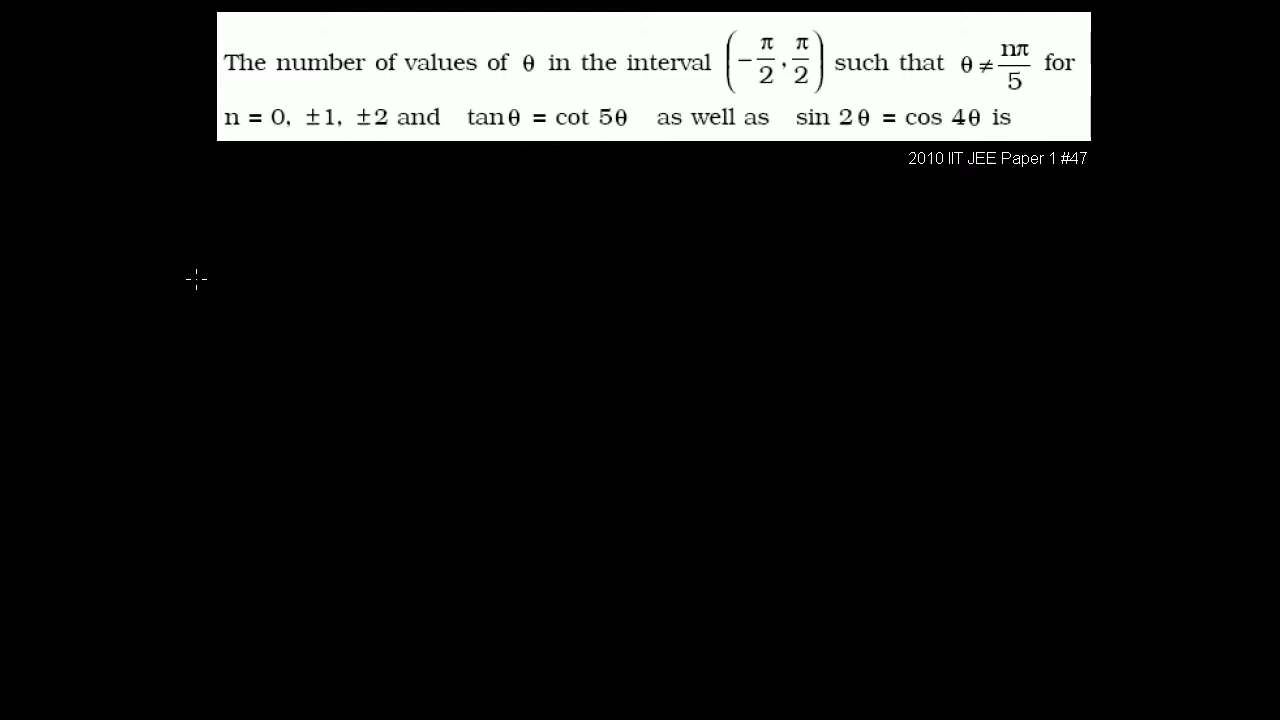 The number of values of θ in the interval (−π/2, π/2) such that θ ≠ nπ/5 for
n = 0, ±1, ±2 and tanθ = cot 5θ as well as sin 2θ = cos 4θ is
2010 IIT JEE Paper 1 #47